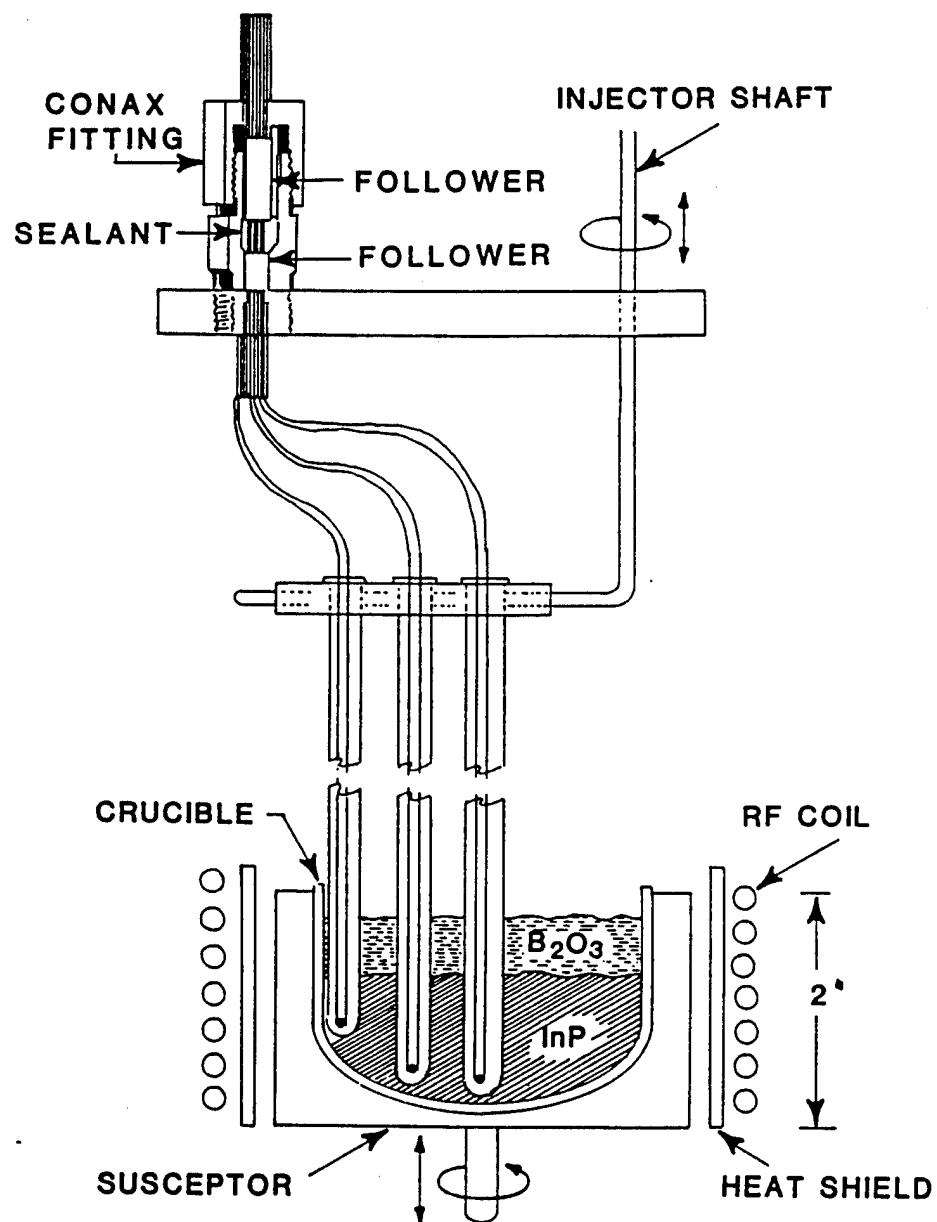 CONAX
FITTING
INJECTOR SHAFT
FOLLOWER
SEALANT
FOLLOWER
CRUCIBLE
RF COIL
B₂O₃
2"
InP
SUSCEPTOR
HEAT SHIELD